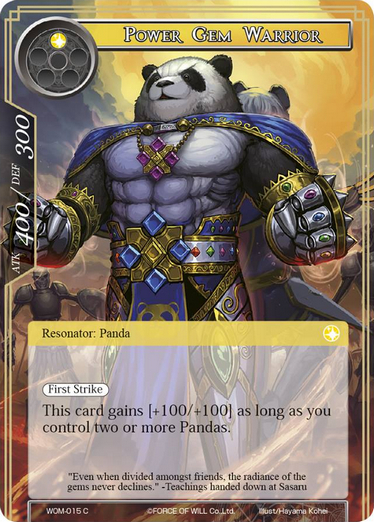 Power Gem Warrior
ATK 400 / DEF 300
Resonator: Panda
First Strike
This card gains [+100/+100] as long as you
control two or more Pandas.
"Even when divided amongst friends, the radiance of the
gems never declines." -Teachings handed down at Sasaru
WOM-015 C ©FORCE OF WILL Co.,Ltd. Illust/Hayama Kohei